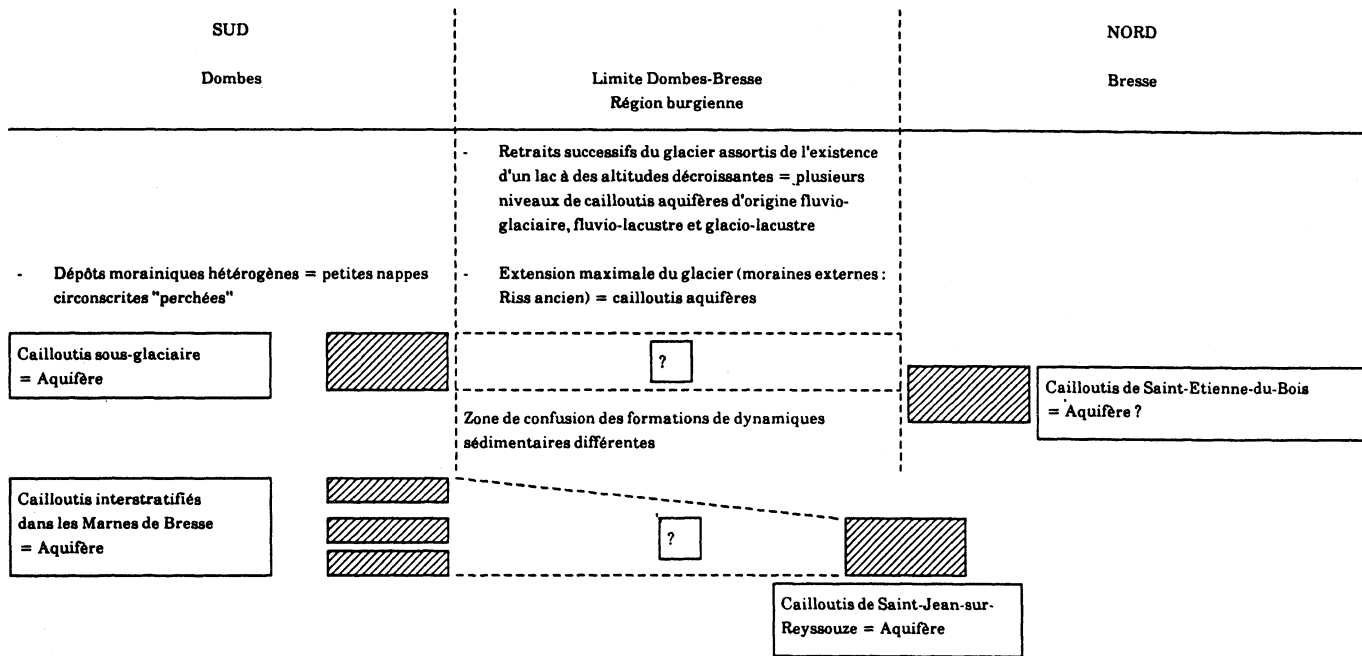 SUD
Dombes
Limite Dombes-Bresse
Région burgienne
NORD
Bresse
- Retraits successifs du glacier assortis de l'existence
d'un lac à des altitudes décroissantes = plusieurs
niveaux de cailloutis aquifères d'origine fluvio-
glaciaire, fluvio-lacustre et glacio-lacustre
- Dépôts morainiques hétérogènes = petites nappes
circonscrites "perchées"
- Extension maximale du glacier (moraines externes :
Riss ancien) = cailloutis aquifères
Cailloutis sous-glaciaire
= Aquifère
?
Cailloutis de Saint-Etienne-du-Bois
= Aquifère ?
Zone de confusion des formations de dynamiques
sédimentaires différentes
Cailloutis interstratifiés
dans les Marnes de Bresse
= Aquifère
?
Cailloutis de Saint-Jean-sur-
Reyssouze = Aquifère